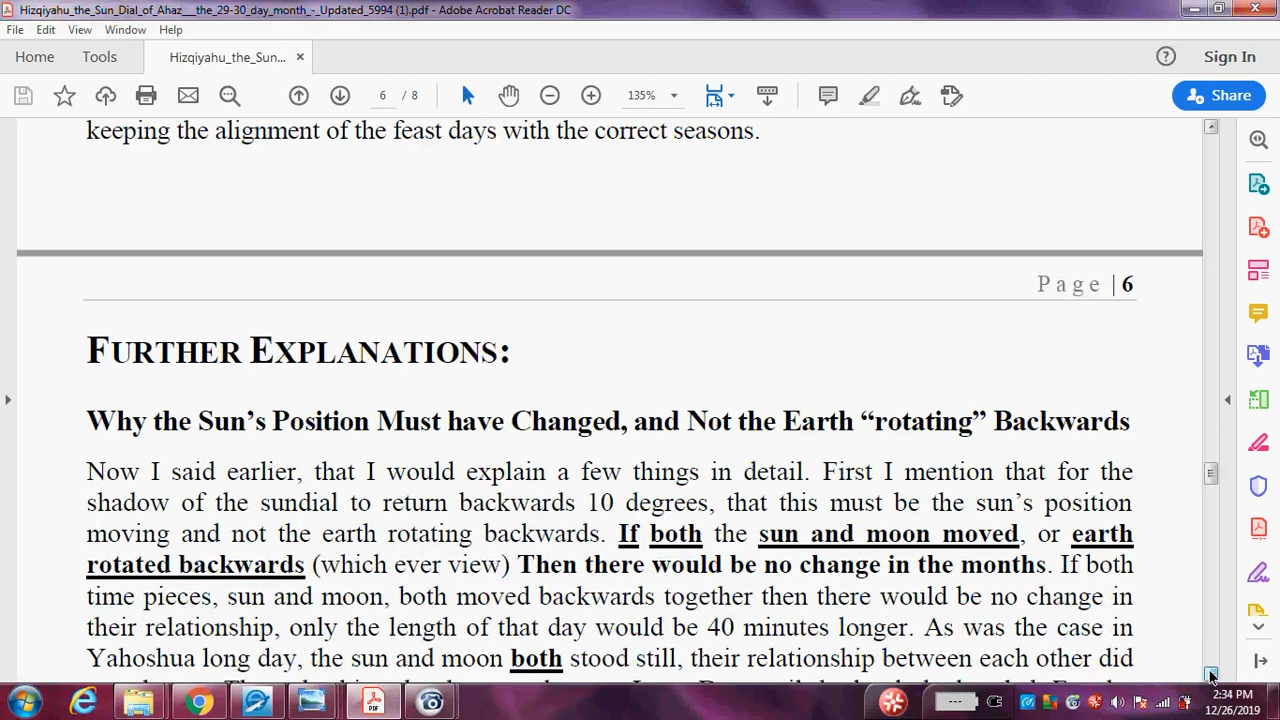 Hizqiyahu_the_Sun_Dial_of_Ahaz___the_29-30_day_month_-_Updated_5994 (1).pdf - Adobe Acrobat Reader DC
File Edit View Window Help
Home Tools Hizqiyahu_the_Sun... × Sign In
6 / 8 135% Share
keeping the alignment of the feast days with the correct seasons.
Page | 6
FURTHER EXPLANATIONS:
Why the Sun’s Position Must have Changed, and Not the Earth “rotating” Backwards
Now I said earlier, that I would explain a few things in detail. First I mention that for the
shadow of the sundial to return backwards 10 degrees, that this must be the sun’s position
moving and not the earth rotating backwards. If both the sun and moon moved, or earth
rotated backwards (which ever view) Then there would be no change in the months. If both
time pieces, sun and moon, both moved backwards together then there would be no change in
their relationship, only the length of that day would be 40 minutes longer. As was the case in
Yahoshua long day, the sun and moon both stood still, their relationship between each other did
2:34 PM
12/26/2019